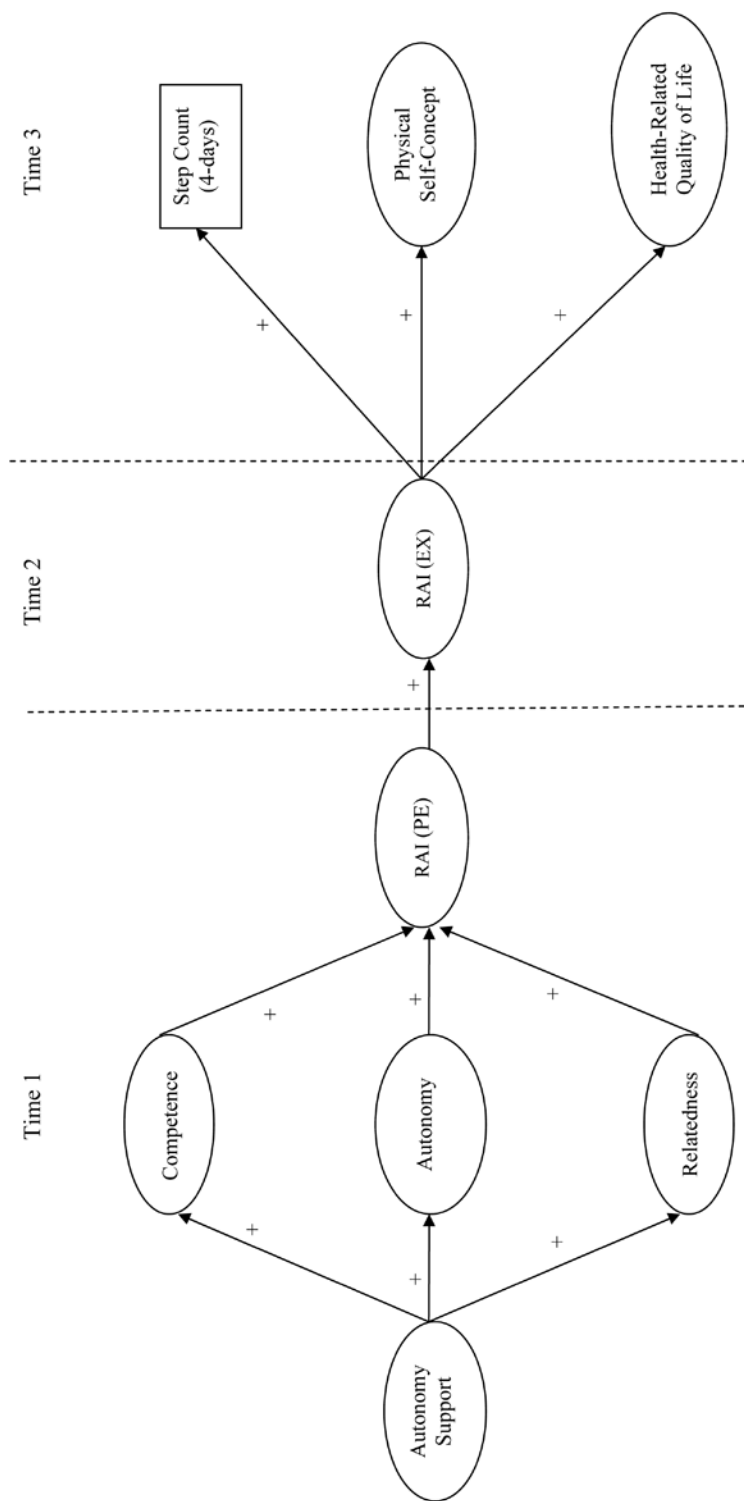 Time 1
Time 2
Time 3
Autonomy
Support
+
+
+
Competence
Autonomy
Relatedness
+
+
+
RAI (PE)
+
RAI (EX)
+
+
+
Step Count
(4-days)
Physical
Self-Concept
Health-Related
Quality of Life